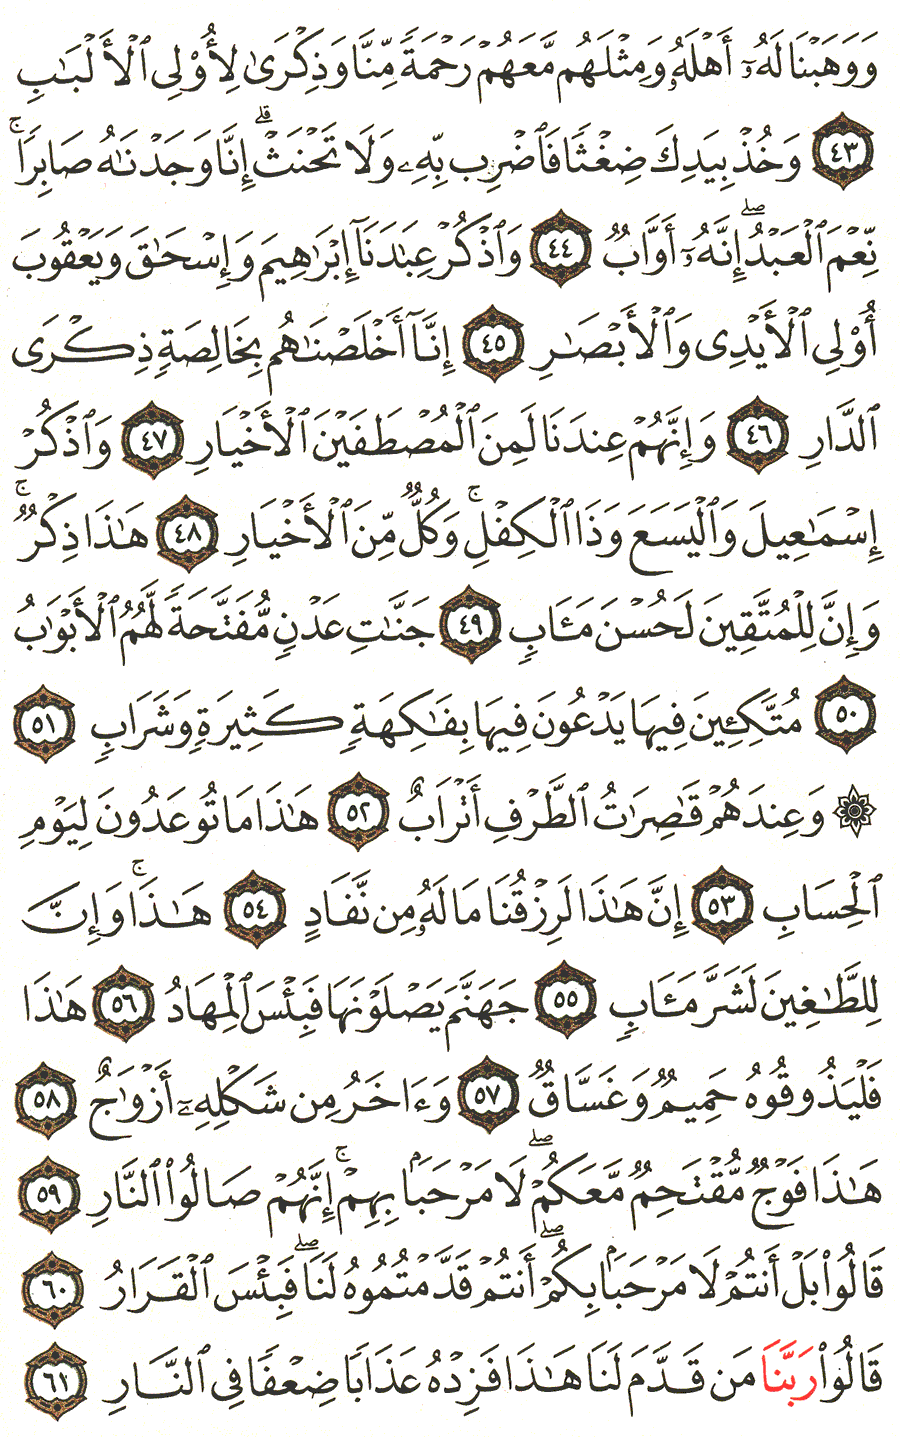 وَوَهَبْنَا لَهُۥٓ أَهْلَهُۥ وَمِثْلَهُم مَّعَهُمْ رَحْمَةً مِّنَّا وَذِكْرَىٰ لِأُو۟لِى ٱلْأَلْبَـٰبِ
٤٣ وَخُذْ بِيَدِكَ ضِغْثًا فَٱضْرِب بِّهِۦ وَلَا تَحْنَثْ ۗ إِنَّا وَجَدْنَـٰهُ صَابِرًا ۚ
نِّعْمَ ٱلْعَبْدُ ۖ إِنَّهُۥٓ أَوَّابٌ ٤٤ وَٱذْكُرْ عِبَـٰدَنَآ إِبْرَٰهِيمَ وَإِسْحَـٰقَ وَيَعْقُوبَ
أُو۟لِى ٱلْأَيْدِى وَٱلْأَبْصَـٰرِ ٤٥ إِنَّآ أَخْلَصْنَـٰهُم بِخَالِصَةٍ ذِكْرَى
ٱلدَّارِ ٤٦ وَإِنَّهُمْ عِندَنَا لَمِنَ ٱلْمُصْطَفَيْنَ ٱلْأَخْيَارِ ٤٧ وَٱذْكُرْ
إِسْمَـٰعِيلَ وَٱلْيَسَعَ وَذَا ٱلْكِفْلِ ۚ وَكُلٌّ مِّنَ ٱلْأَخْيَارِ ٤٨ هَـٰذَا ذِكْرٌ ۚ
وَإِنَّ لِلْمُتَّقِينَ لَحُسْنَ مَـَٔابٍ ٤٩ جَنَّـٰتِ عَدْنٍ مُّفَتَّحَةً لَّهُمُ ٱلْأَبْوَٰبُ
٥٠ مُتَّكِـِٔينَ فِيهَا يَدْعُونَ فِيهَا بِفَـٰكِهَةٍ كَثِيرَةٍ وَشَرَابٍ ٥١
۞ وَعِندَهُمْ قَـٰصِرَٰتُ ٱلطَّرْفِ أَتْرَابٌ ٥٢ هَـٰذَا مَا تُوعَدُونَ لِيَوْمِ
ٱلْحِسَابِ ٥٣ إِنَّ هَـٰذَا لَرِزْقُنَا مَا لَهُۥ مِن نَّفَادٍ ٥٤ هَـٰذَا ۚ وَإِنَّ
لِلطَّـٰغِينَ لَشَرَّ مَـَٔابٍ ٥٥ جَهَنَّمَ يَصْلَوْنَهَا فَبِئْسَ ٱلْمِهَادُ ٥٦ هَـٰذَا
فَلْيَذُوقُوهُ حَمِيمٌ وَغَسَّاقٌ ٥٧ وَءَاخَرُ مِن شَكْلِهِۦٓ أَزْوَٰجٌ ٥٨
هَـٰذَا فَوْجٌ مُّقْتَحِمٌ مَّعَكُمْ ۖ لَا مَرْحَبًۢا بِهِمْ ۚ إِنَّهُمْ صَالُوا۟ ٱلنَّارِ ٥٩
قَالُوا۟ بَلْ أَنتُمْ لَا مَرْحَبًۢا بِكُمْ ۖ أَنتُمْ قَدَّمْتُمُوهُ لَنَا ۖ فَبِئْسَ ٱلْقَرَارُ ٦٠
قَالُوا۟ رَبَّنَا مَن قَدَّمَ لَنَا هَـٰذَا فَزِدْهُ عَذَابًا ضِعْفًا فِى ٱلنَّارِ ٦١